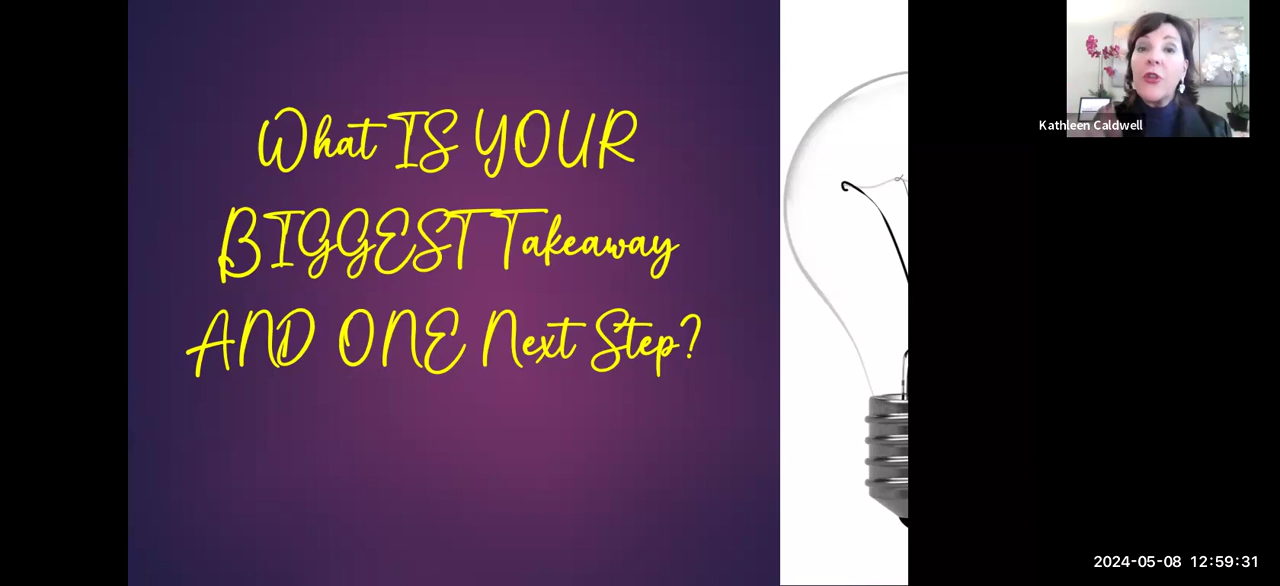 What IS YOUR
BIGGEST Takeaway
AND ONE Next Step?
Kathleen Caldwell
2024-05-08 12:59:31